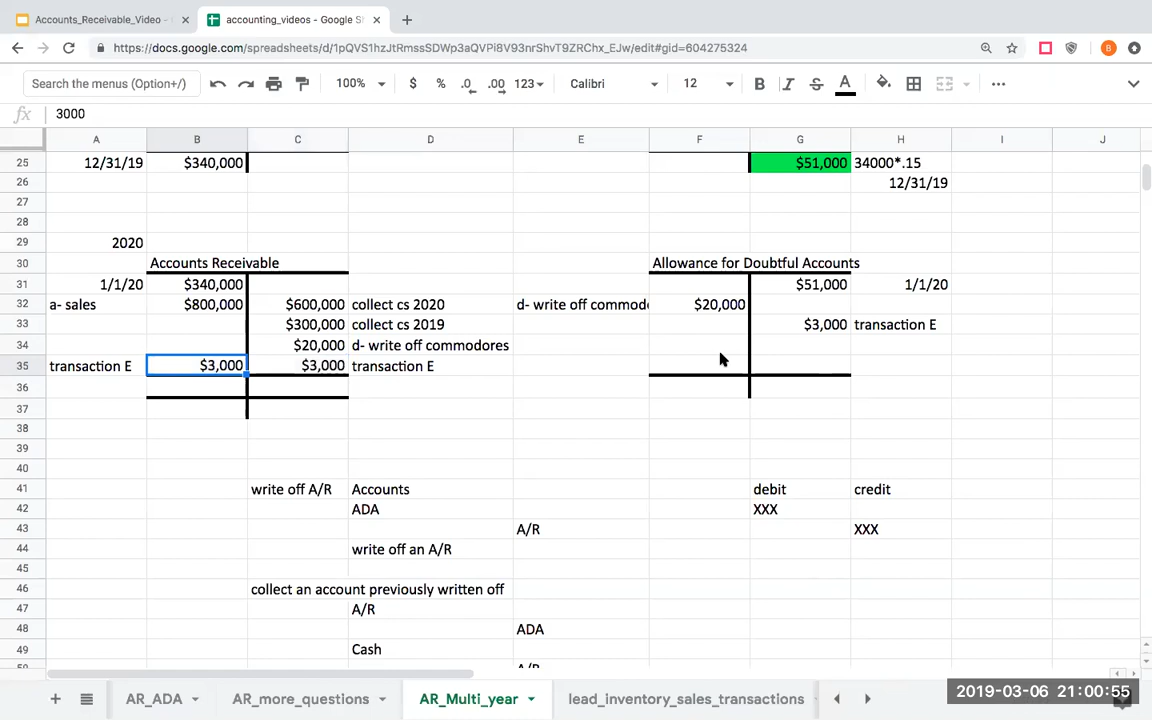 Accounts_Receivable_Video -
accounting_videos - Google S
https://docs.google.com/spreadsheets/d/1pQVS1hzJtRmssSDWp3aQVPi8V93nrShvT9ZRChx_EJw/edit#gid=604275324
B
Search the menus (Option+/) 100% $ % .0 .00 123 Calibri 12 B I S A
fx 3000
A B C D E F G H I J
25 12/31/19 $340,000 $51,000 34000*.15
26 12/31/19
27
28
29 2020
30 Accounts Receivable Allowance for Doubtful Accounts
31 1/1/20 $340,000 $51,000 1/1/20
32 a- sales $800,000 $600,000 collect cs 2020 d- write off commod $20,000
33 $300,000 collect cs 2019 $3,000 transaction E
34 $20,000 d- write off commodores
35 transaction E $3,000 $3,000 transaction E
36
37
38
39
40
41 write off A/R Accounts debit credit
42 ADA XXX
43 A/R XXX
44 write off an A/R
45
46 collect an account previously written off
47 A/R
48 ADA
49 Cash
A/R
AR_ADA AR_more_questions AR_Multi_year lead_inventory_sales_transactions
2019-03-06 21:00:55